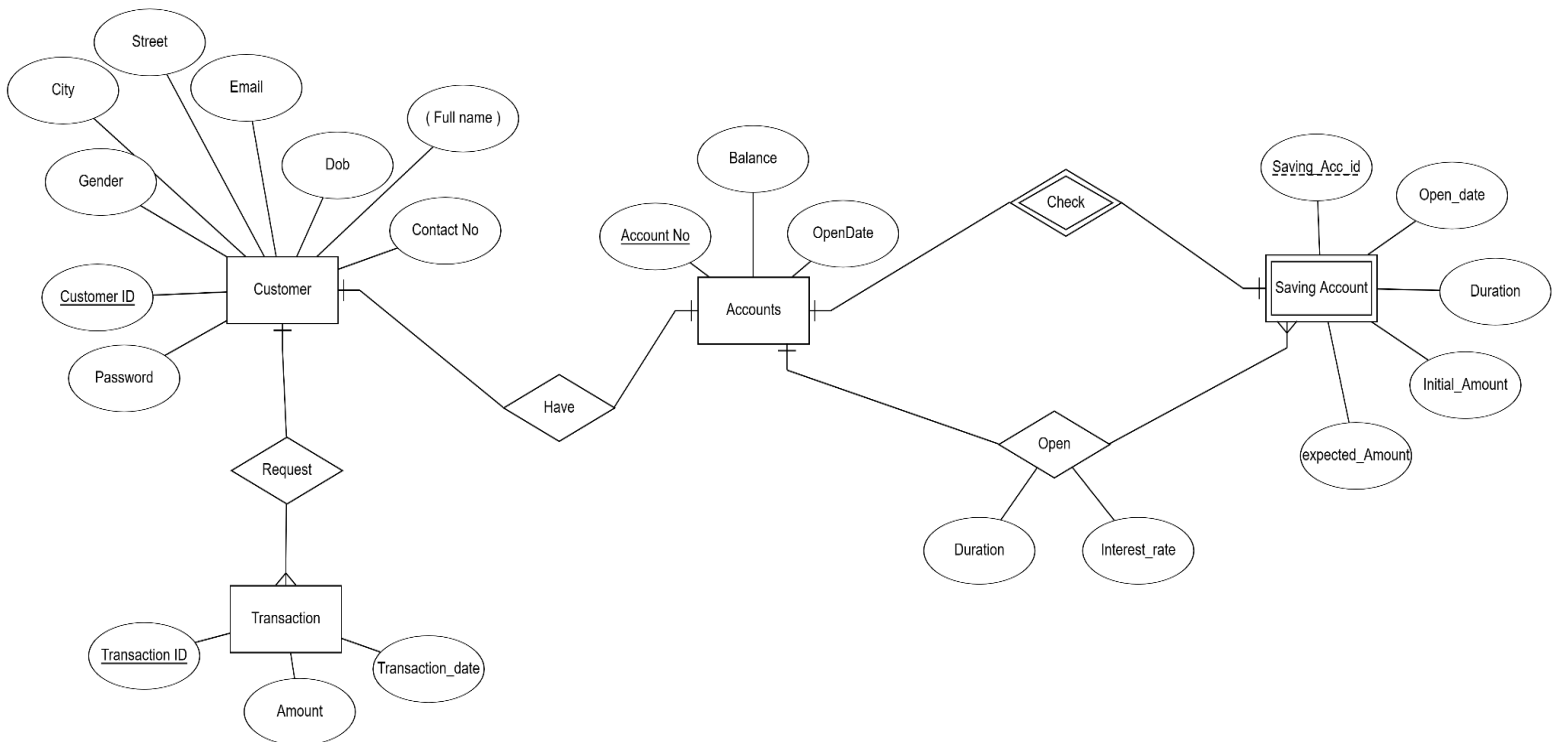 Street
City
Email
( Full name )
Dob
Gender
Contact No
Customer
Customer ID
Password
Have
Request
Transaction
Transaction ID
Transaction_date
Amount
Balance
Account No
OpenDate
Accounts
Check
Saving_Acc_id
Open_date
Saving Account
Duration
Initial_Amount
expected_Amount
Open
Duration
Interest_rate